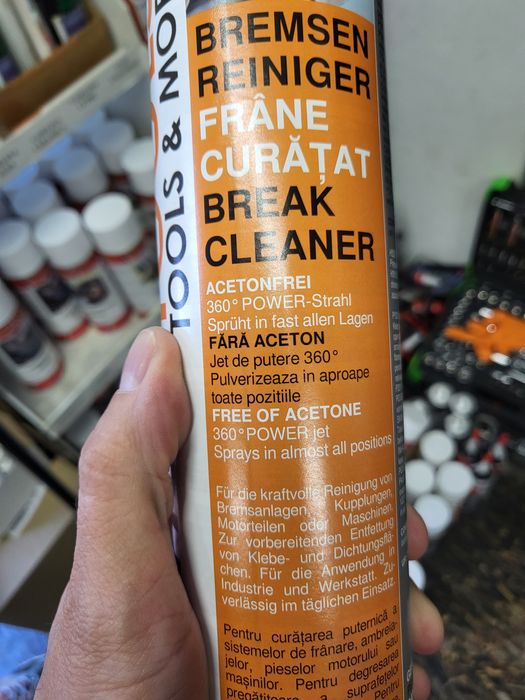 TOOLS & MO
BREMSEN
REINIGER
FRÂNE
CURĂȚAT
BREAK
CLEANER
ACETONFREI
360° POWER-Strahl
Sprüht in fast allen Lagen
FĂRĂ ACETON
Jet de putere 360°
Pulverizeaza in aproape
toate pozitiile
FREE OF ACETONE
360° POWER jet
Sprays in almost all positions
Für die kraftvolle Reinigung von
Bremsanlagen, Kupplungen,
Motorteilen oder Maschinen.
Zur vorbereitenden Entfettung
von Klebe- und Dichtungsflä-
chen. Für die Anwendung in
Industrie und Werkstatt. Zu-
verlässig im täglichen Einsatz.
Pentru curățarea puternică a
sistemelor de frânare, ambreia-
jelor, pieselor motorului sau
mașinilor. Pentru degresarea
pregătitoare a suprafețelor